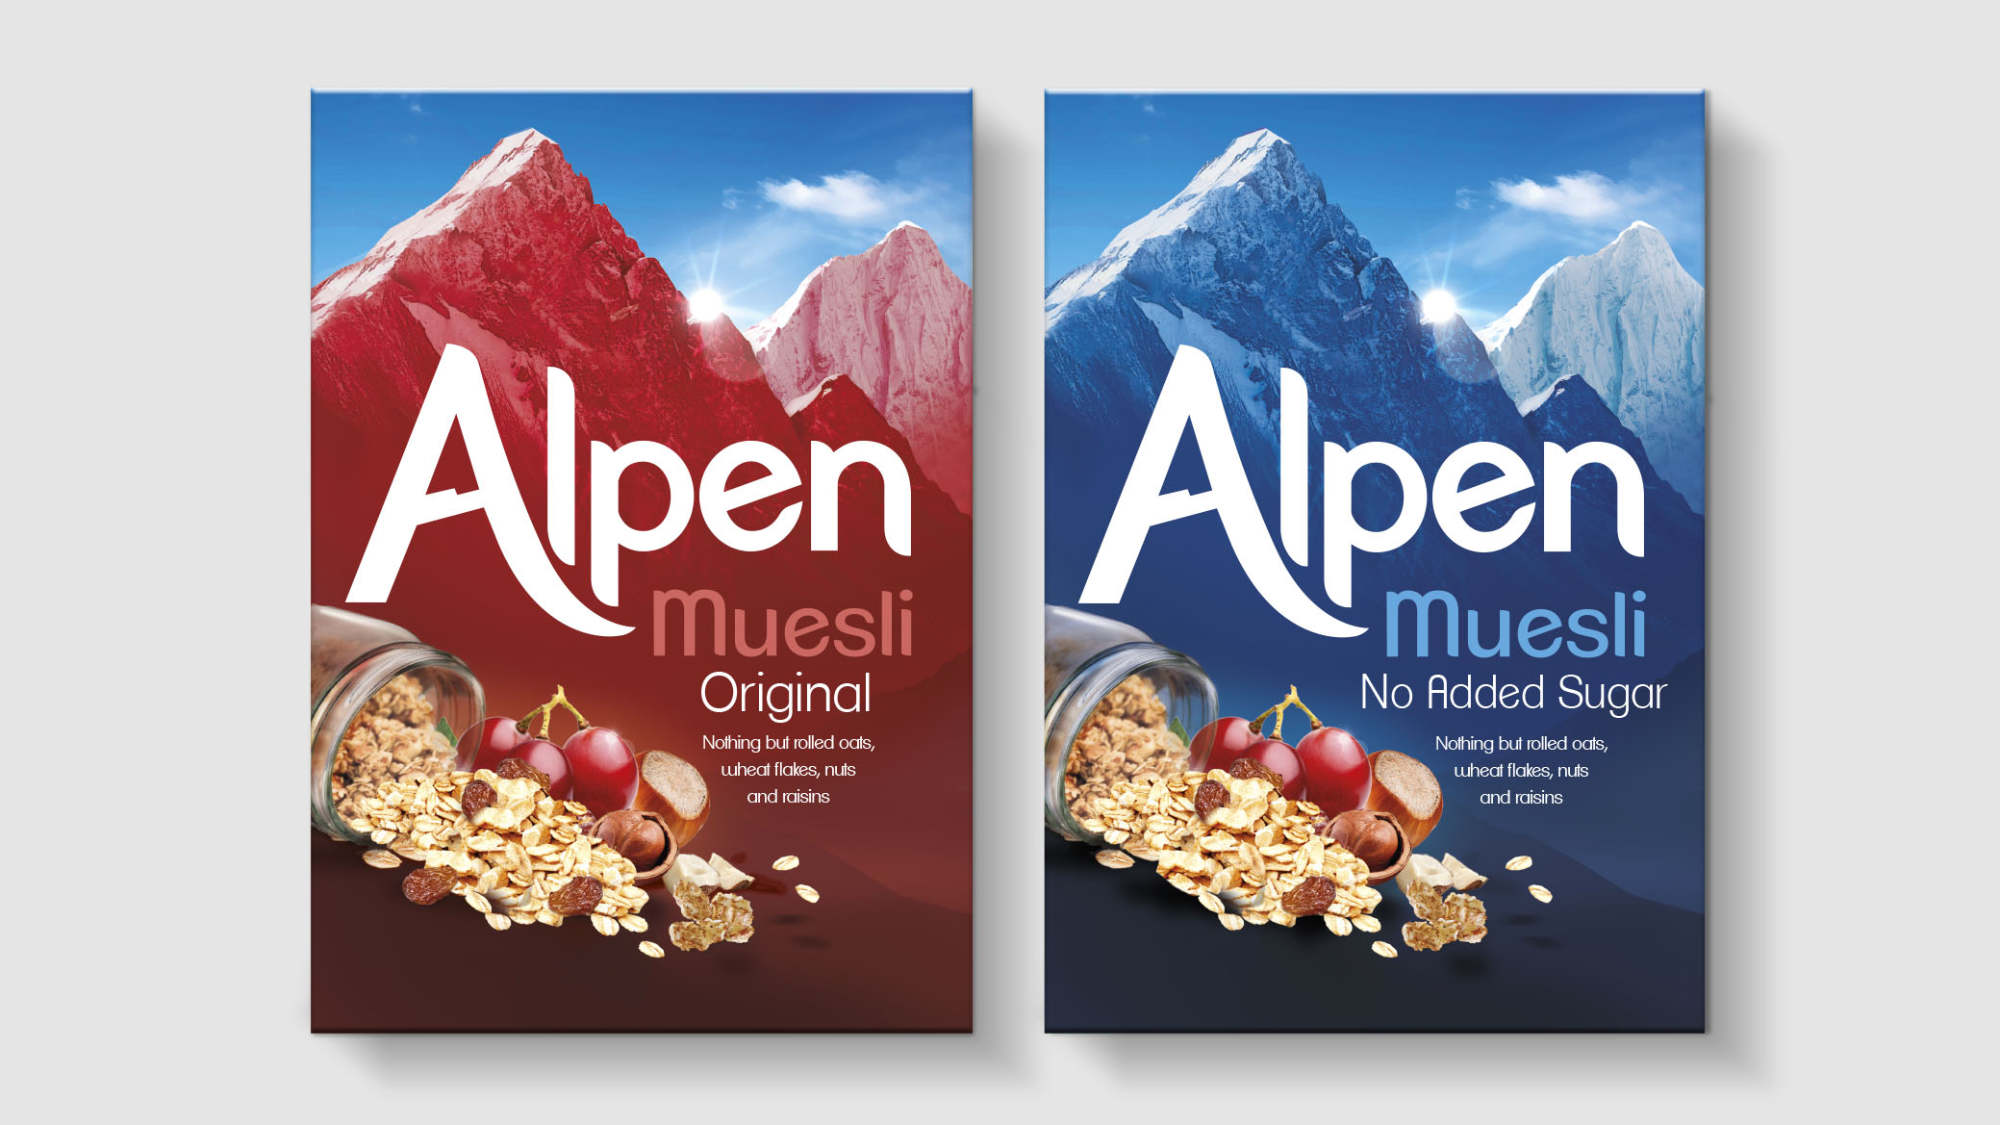 Alpen
Muesli
Original
Nothing but rolled oats,
wheat flakes, nuts
and raisins
Alpen
Muesli
No Added Sugar
Nothing but rolled oats,
wheat flakes, nuts
and raisins